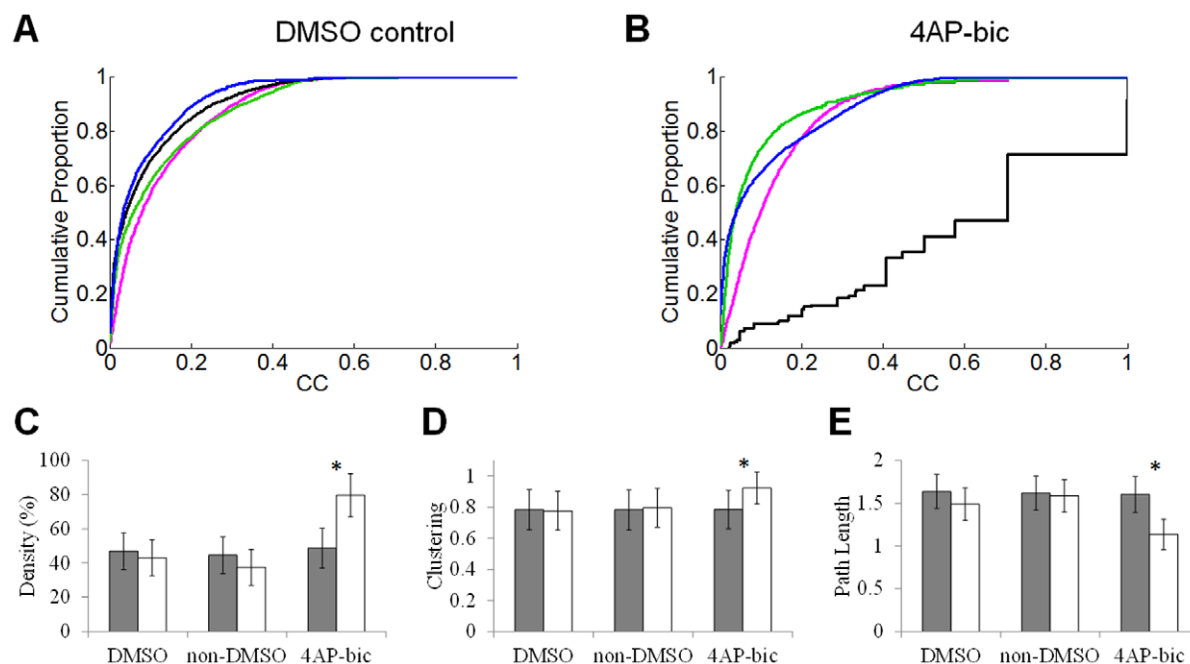 A
DMSO control
Cumulative Proportion
1
0.8
0.6
0.4
0.2
0
0
0.2
0.4
0.6
0.8
1
CC
B
4AP-bic
Cumulative Proportion
1
0.8
0.6
0.4
0.2
0
0
0.2
0.4
0.6
0.8
1
CC
C
Density (%)
100
80
60
40
20
0
*
DMSO
non-DMSO
4AP-bic
D
Clustering
1
0.8
0.6
0.4
0.2
0
*
DMSO
non-DMSO
4AP-bic
E
Path Length
2
1.5
1
0.5
0
*
DMSO
non-DMSO
4AP-bic